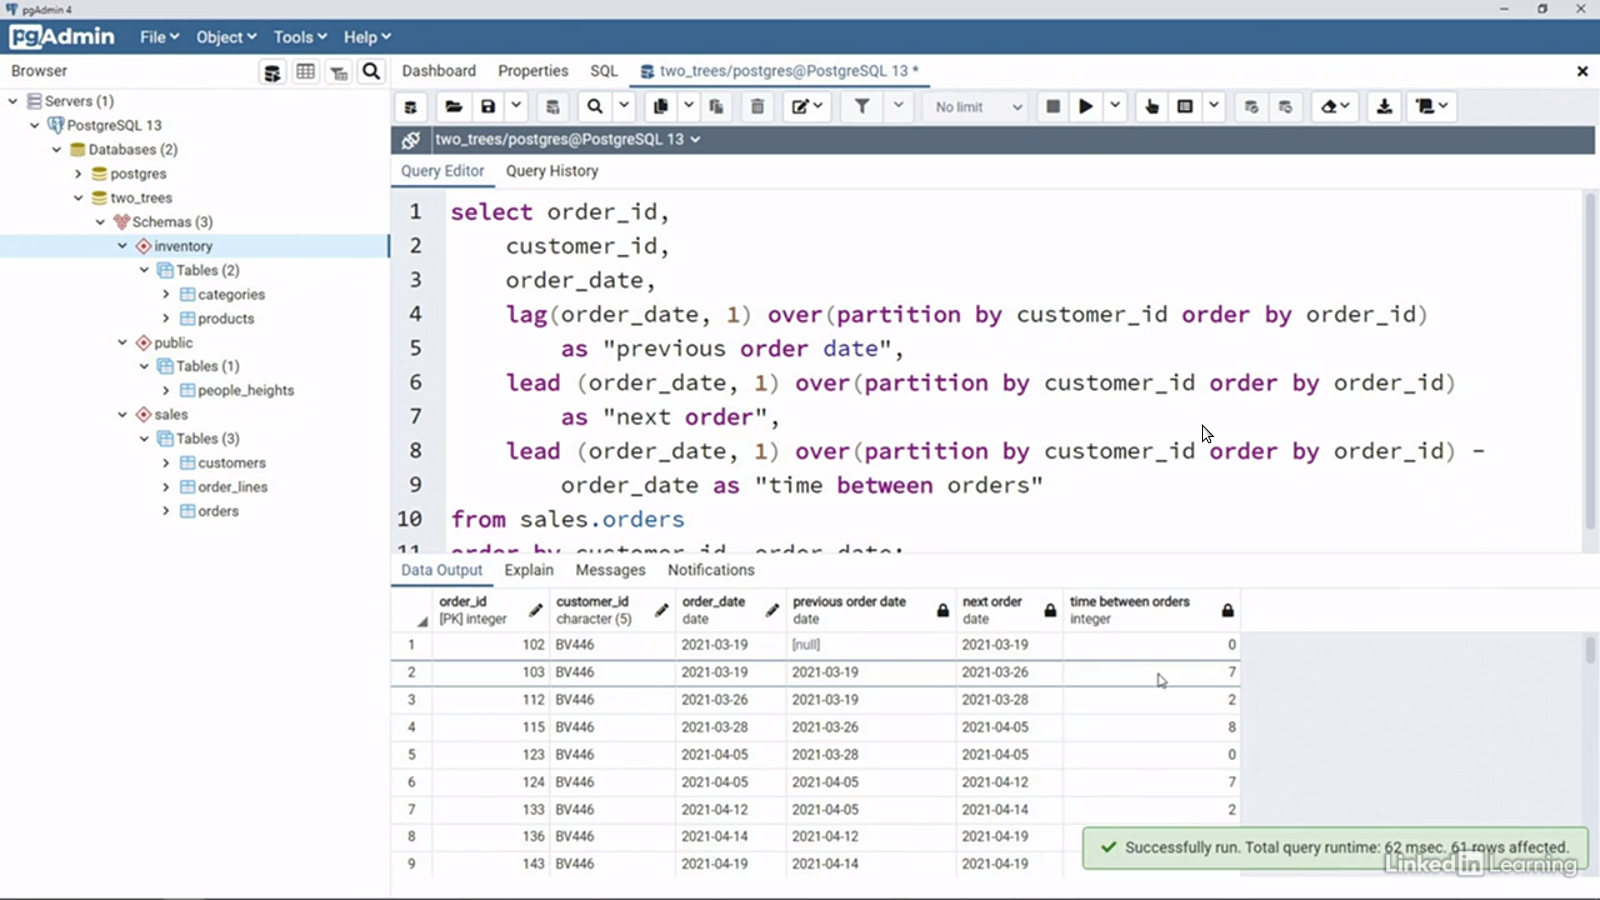 pgAdmin 4
pgAdmin File Object Tools Help
Browser
Dashboard Properties SQL two_trees/postgres@PostgreSQL 13 *
Servers (1)
PostgreSQL 13
Databases (2)
postgres
two_trees
Schemas (3)
inventory
Tables (2)
categories
products
public
Tables (1)
people_heights
sales
Tables (3)
customers
order_lines
orders
No limit
two_trees/postgres@PostgreSQL 13
Query Editor Query History
1 select order_id,
2 customer_id,
3 order_date,
4 lag(order_date, 1) over(partition by customer_id order by order_id)
5 as "previous order date",
6 lead (order_date, 1) over(partition by customer_id order by order_id)
7 as "next order",
8 lead (order_date, 1) over(partition by customer_id order by order_id) -
9 order_date as "time between orders"
10 from sales.orders
11 order by customer_id, order_date;
Data Output Explain Messages Notifications
order_id customer_id order_date previous order date next order time between orders
[PK] integer character (5) date date date integer
1 102 BV446 2021-03-19 [null] 2021-03-19 0
2 103 BV446 2021-03-19 2021-03-19 2021-03-26 7
3 112 BV446 2021-03-26 2021-03-19 2021-03-28 2
4 115 BV446 2021-03-28 2021-03-26 2021-04-05 8
5 123 BV446 2021-04-05 2021-03-28 2021-04-05 0
6 124 BV446 2021-04-05 2021-04-05 2021-04-12 7
7 133 BV446 2021-04-12 2021-04-05 2021-04-14 2
8 136 BV446 2021-04-14 2021-04-12 2021-04-19
9 143 BV446 2021-04-19 2021-04-14 2021-04-19
Successfully run. Total query runtime: 62 msec. 61 rows affected.
Linked in Learning